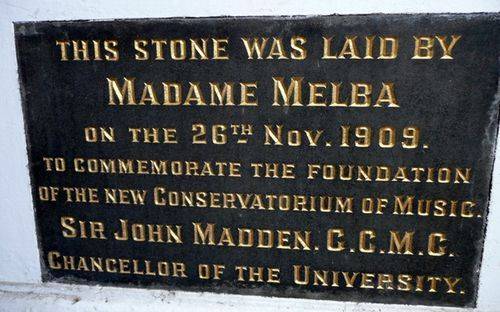 THIS STONE WAS LAID BY
MADAME MELBA
ON THE 26TH NOV. 1909.
TO COMMEMORATE THE FOUNDATION
OF THE NEW CONSERVATORIUM OF MUSIC.
SIR JOHN MADDEN. G.C.M.G.
CHANCELLOR OF THE UNIVERSITY.